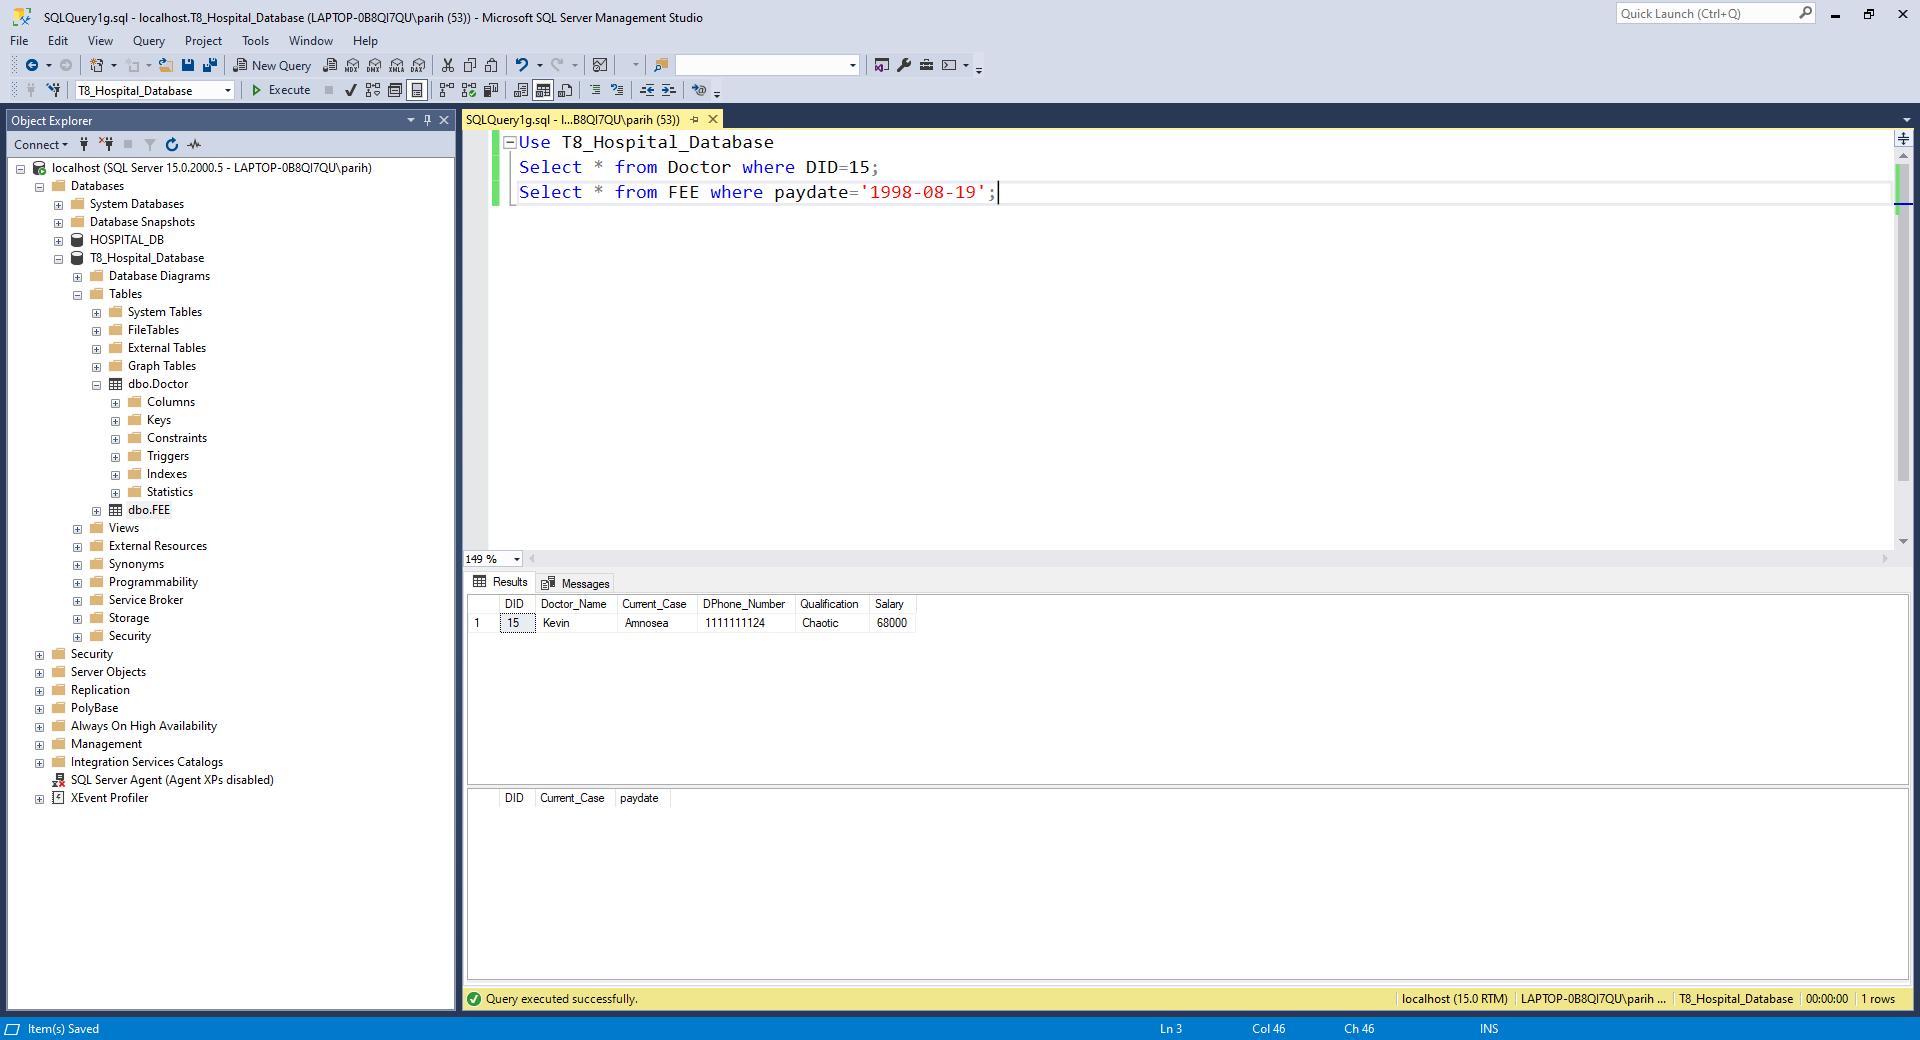 SQLQuery1g.sql - localhost.T8_Hospital_Database (LAPTOP-0B8QI7QU\parih (53)) - Microsoft SQL Server Management Studio
Quick Launch (Ctrl+Q)
File Edit View Query Project Tools Window Help
New Query
MDX DMX XMLA DAX
T8_Hospital_Database
Execute
Object Explorer
SQLQuery1g.sql - l...B8QI7QU\parih (53))
Connect
localhost (SQL Server 15.0.2000.5 - LAPTOP-0B8QI7QU\parih)
Databases
System Databases
Database Snapshots
HOSPITAL_DB
T8_Hospital_Database
Database Diagrams
Tables
System Tables
FileTables
External Tables
Graph Tables
dbo.Doctor
Columns
Keys
Constraints
Triggers
Indexes
Statistics
dbo.FEE
Views
External Resources
Synonyms
Programmability
Service Broker
Storage
Security
Security
Server Objects
Replication
PolyBase
Always On High Availability
Management
Integration Services Catalogs
SQL Server Agent (Agent XPs disabled)
XEvent Profiler
Use T8_Hospital_Database
Select * from Doctor where DID=15;
Select * from FEE where paydate='1998-08-19';
149 %
Results Messages
DID Doctor_Name Current_Case DPhone_Number Qualification Salary
1 15 Kevin Amnosea 1111111124 Chaotic 68000
DID Current_Case paydate
Query executed successfully.
localhost (15.0 RTM) LAPTOP-0B8QI7QU\parih ... T8_Hospital_Database 00:00:00 1 rows
Item(s) Saved
Ln 3 Col 46 Ch 46 INS